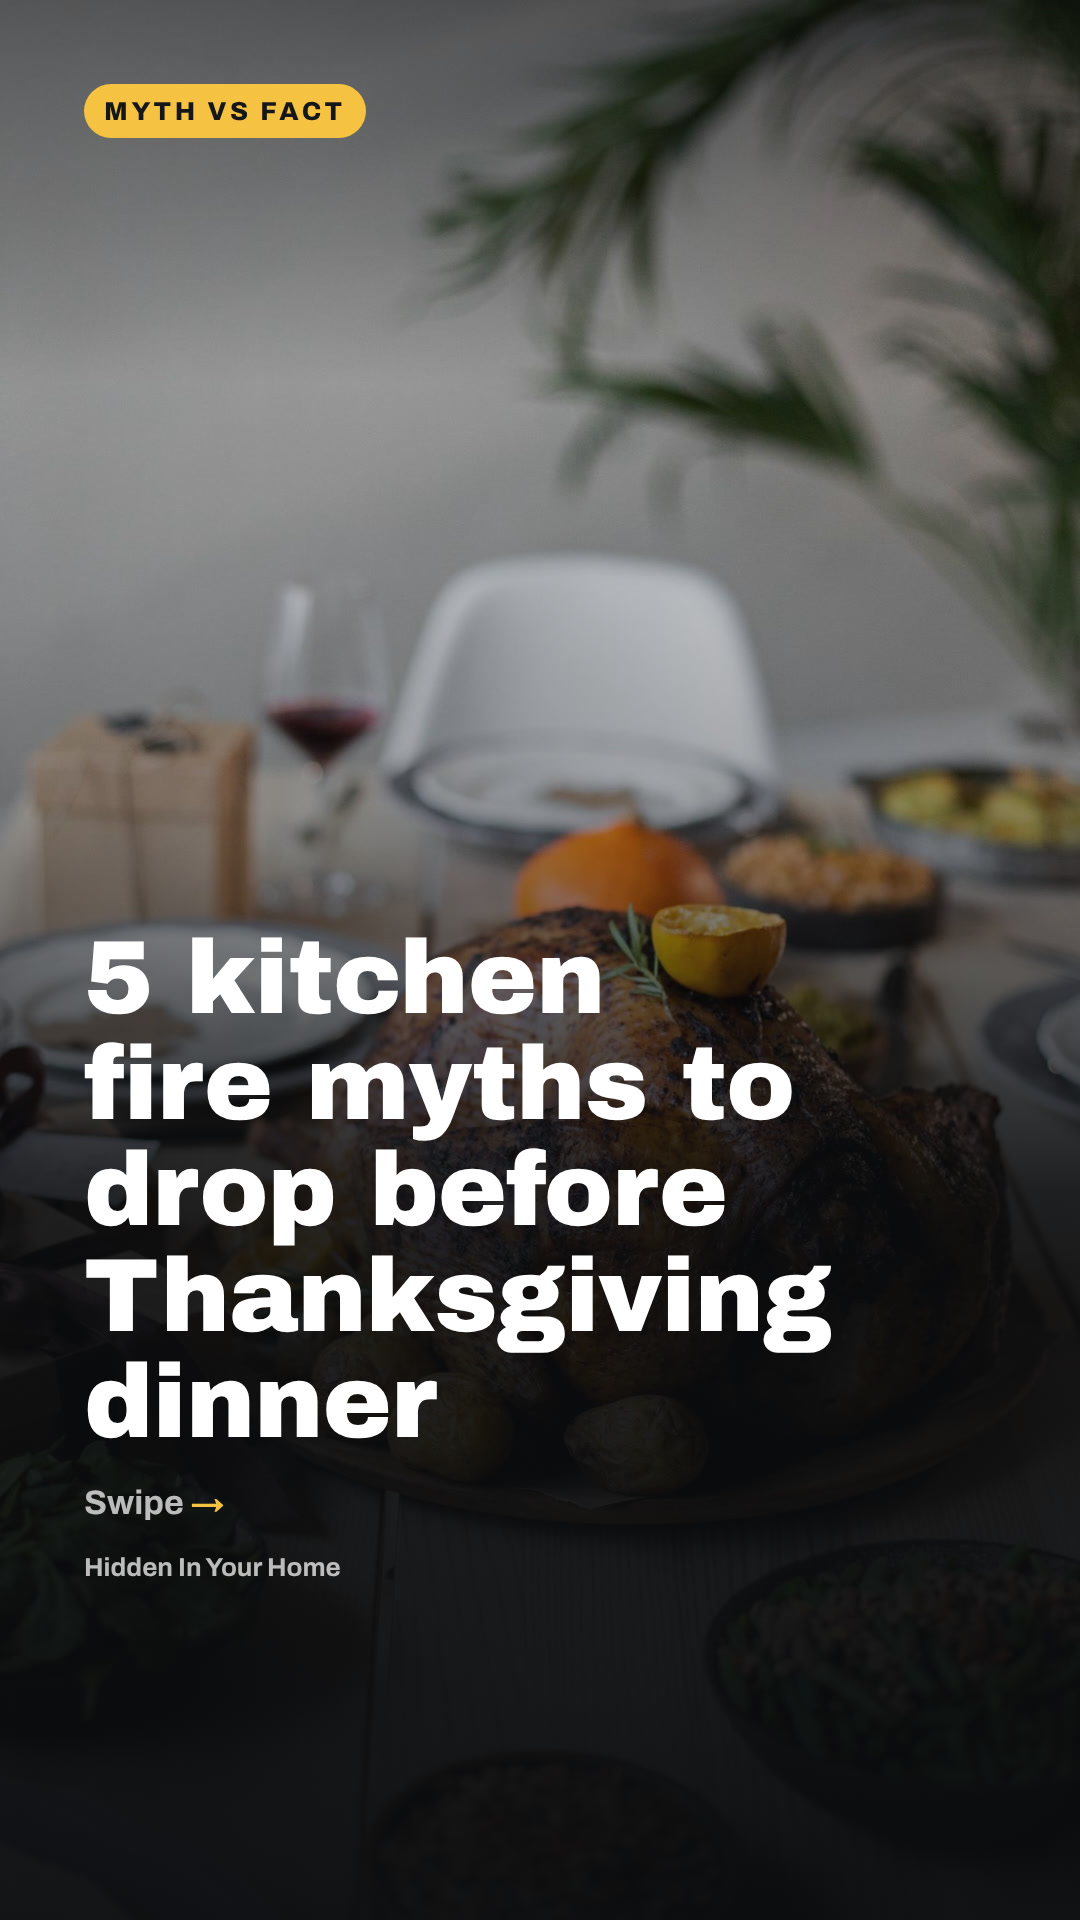 MYTH VS FACT
5 kitchen
fire myths to
drop before
Thanksgiving
dinner
Swipe →
Hidden In Your Home